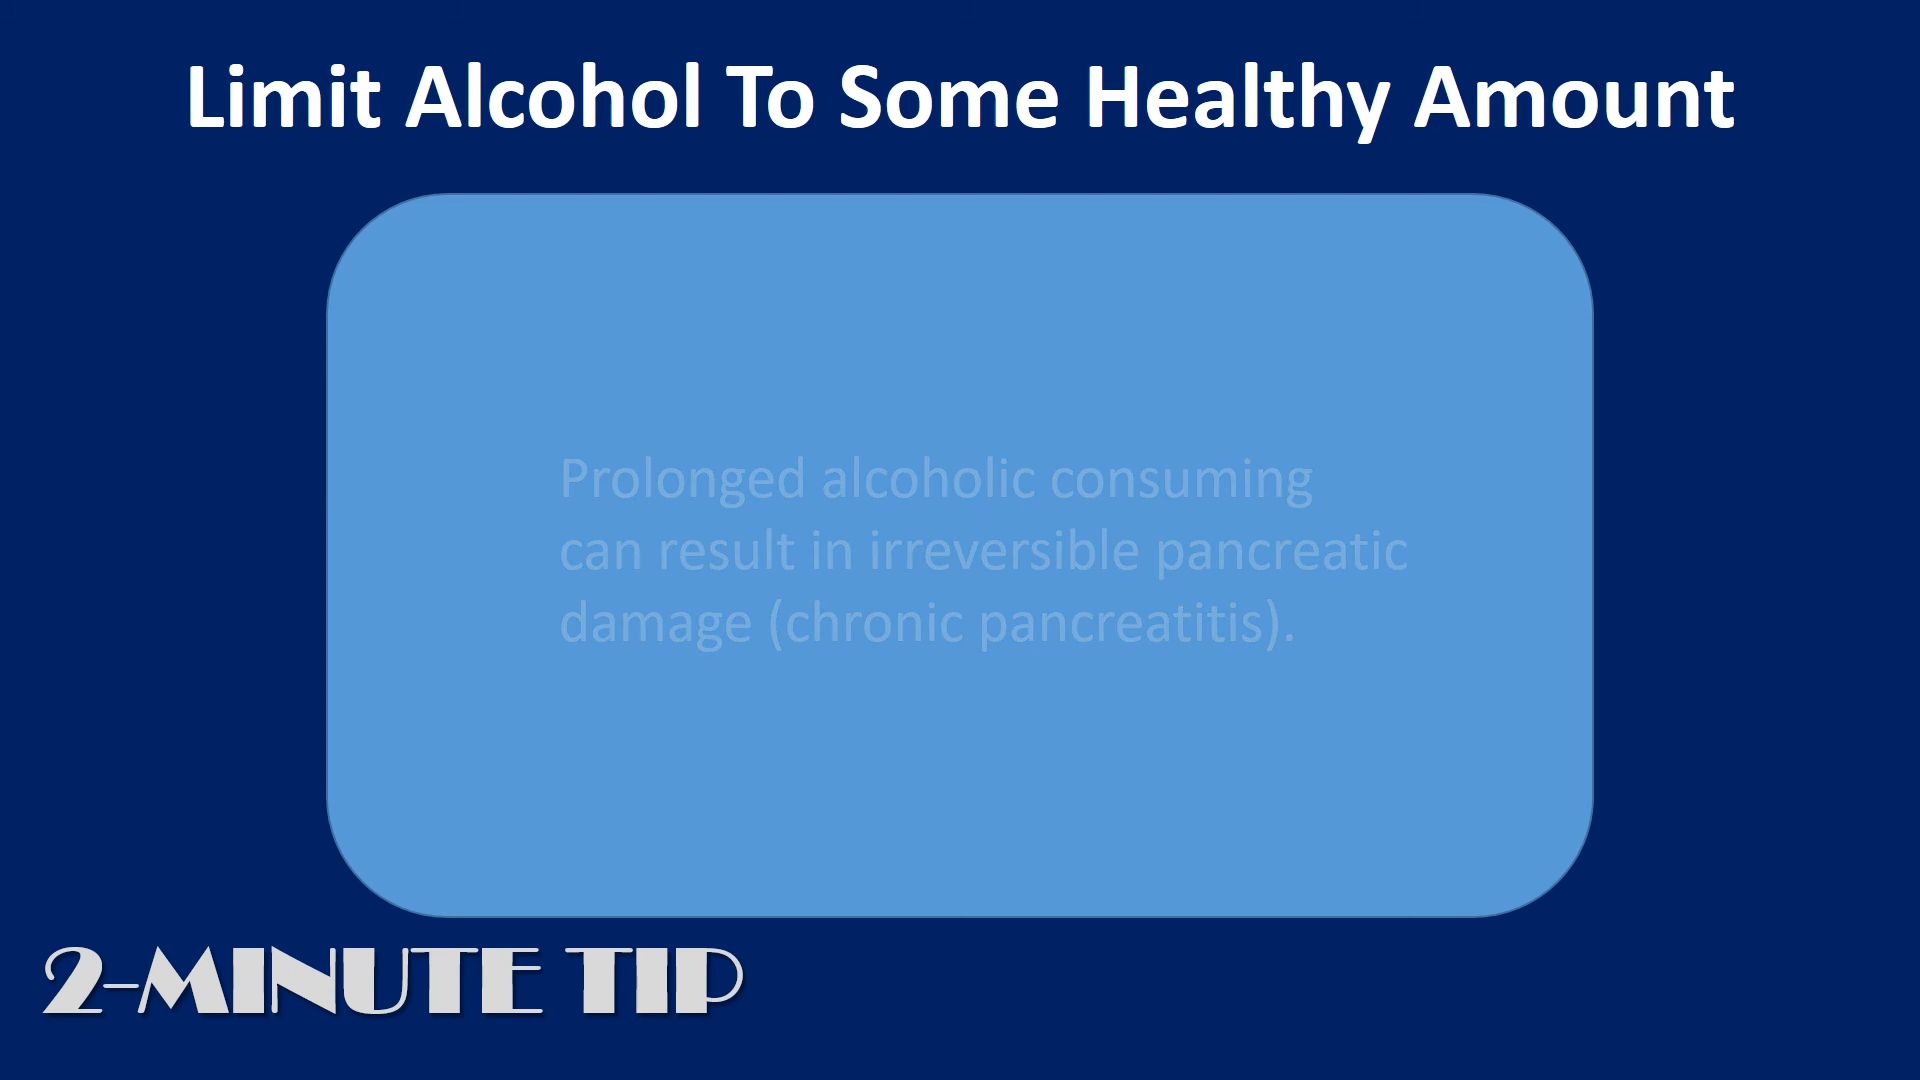 Limit Alcohol To Some Healthy Amount
Prolonged alcoholic consuming
can result in irreversible pancreatic
damage (chronic pancreatitis).
2-MINUTE TIP